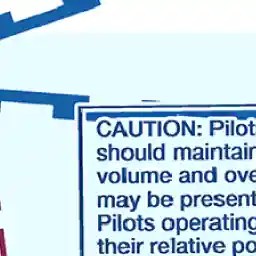 CAUTION: Pilot
should maintain
volume and ove
may be present
Pilots operating
their relative po